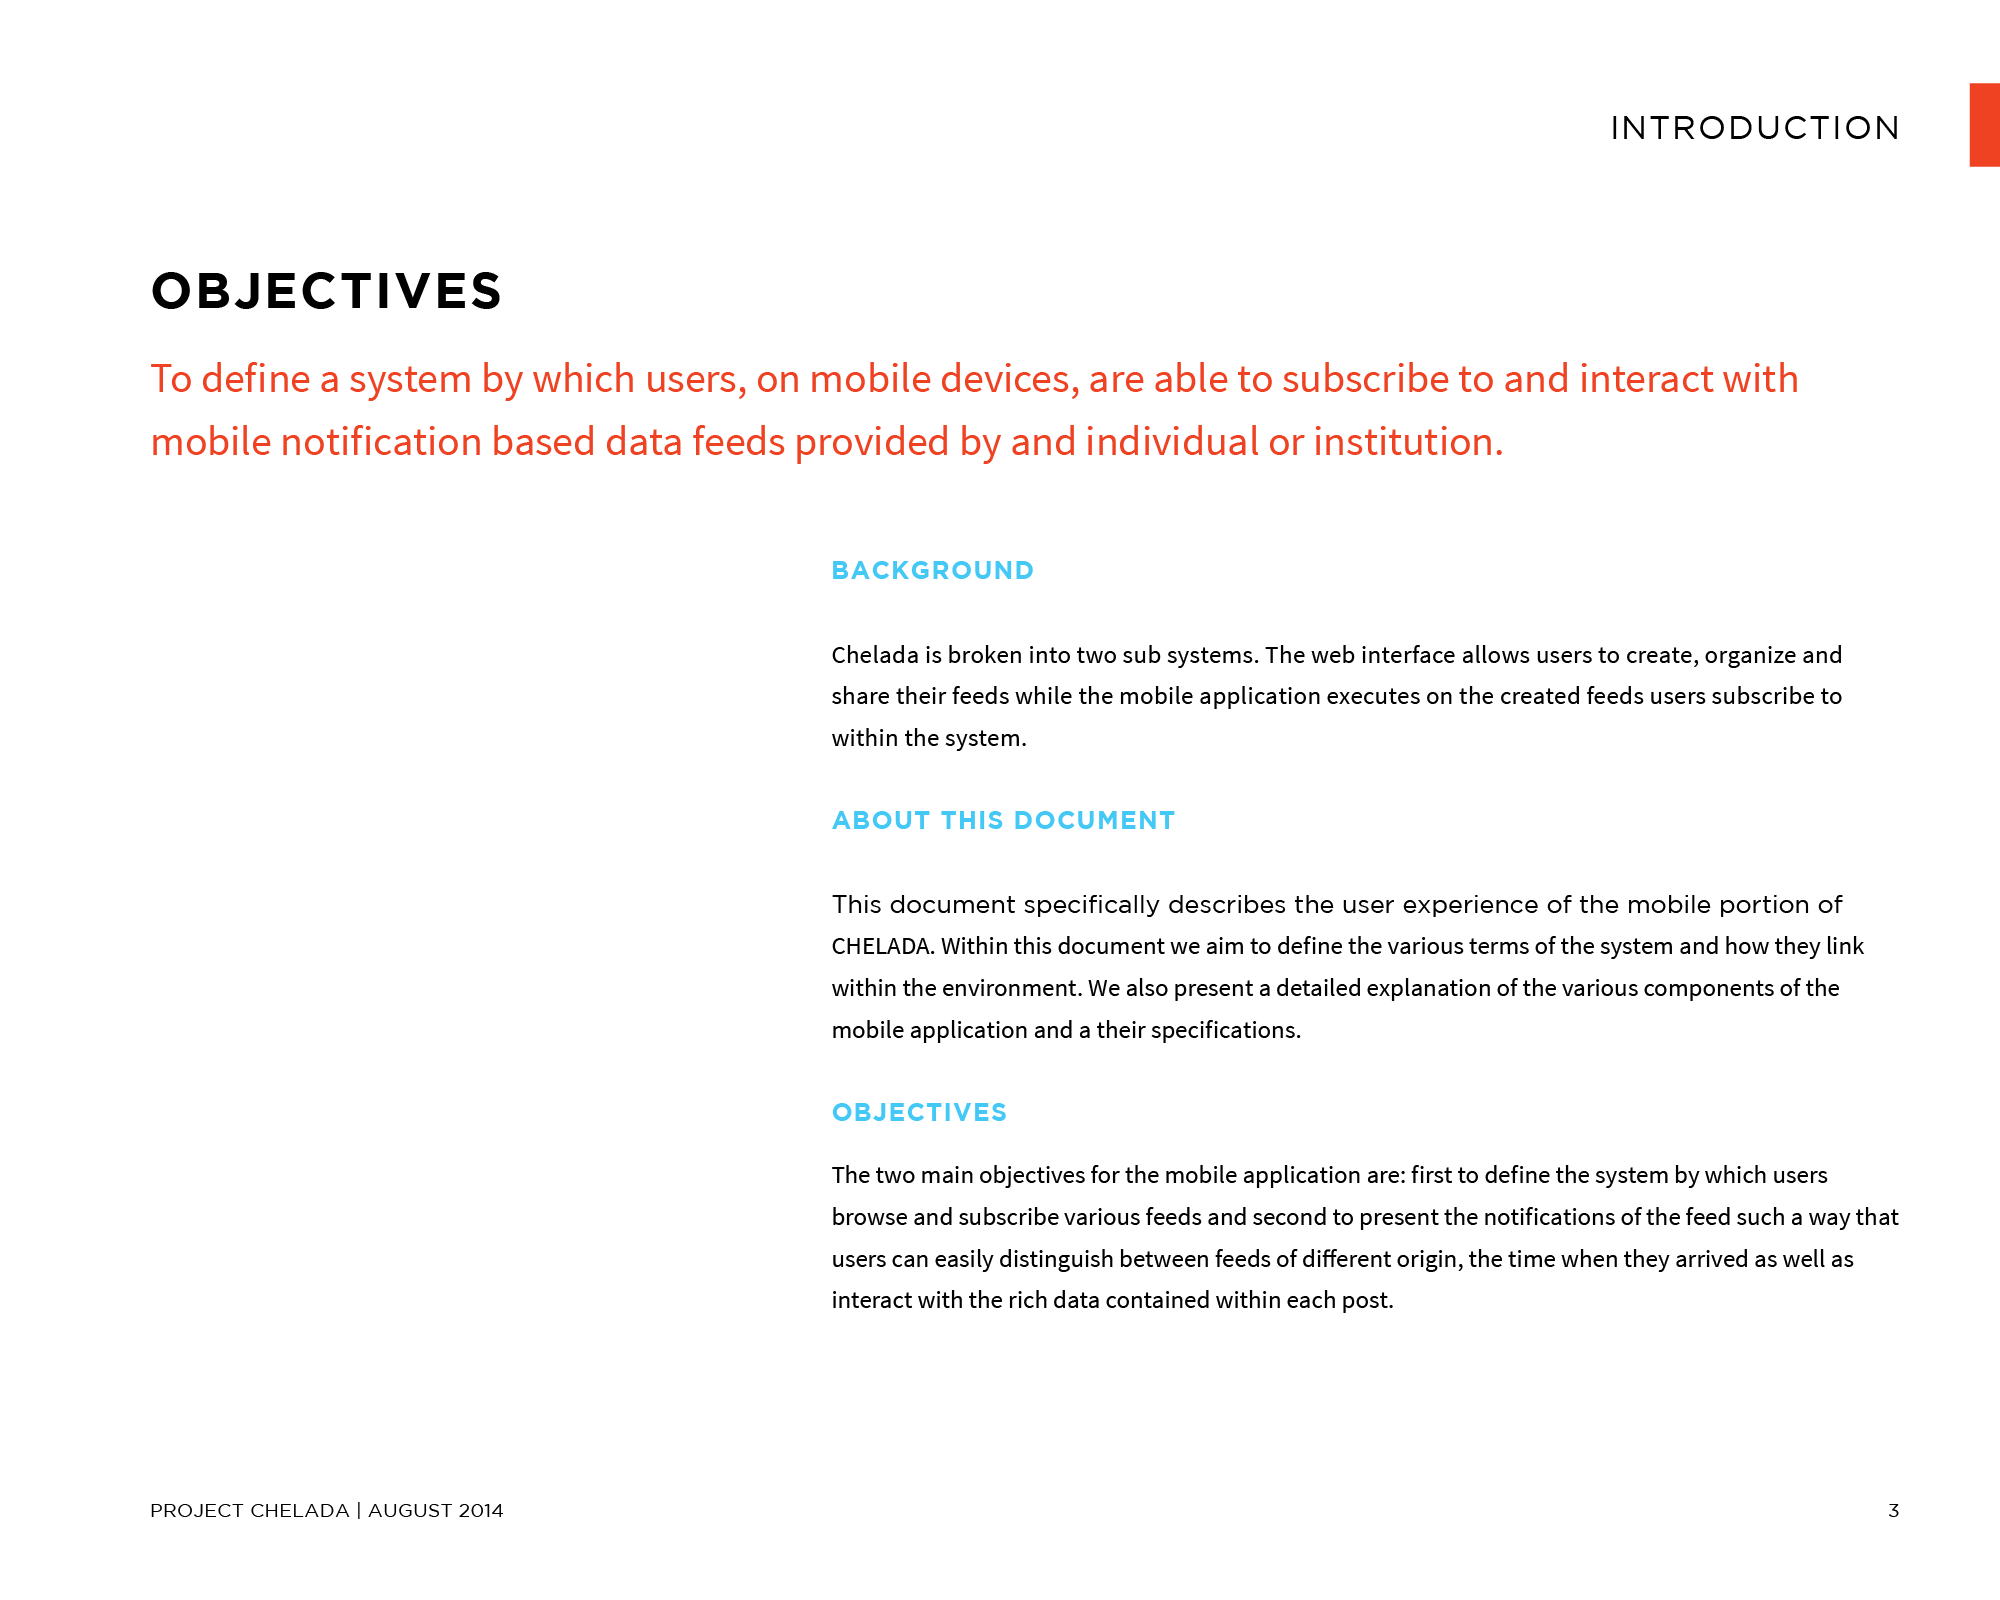 INTRODUCTION
OBJECTIVES
To define a system by which users, on mobile devices, are able to subscribe to and interact with
mobile notification based data feeds provided by and individual or institution.
BACKGROUND
Chelada is broken into two sub systems. The web interface allows users to create, organize and
share their feeds while the mobile application executes on the created feeds users subscribe to
within the system.
ABOUT THIS DOCUMENT
This document specifically describes the user experience of the mobile portion of
CHELADA. Within this document we aim to define the various terms of the system and how they link
within the environment. We also present a detailed explanation of the various components of the
mobile application and a their specifications.
OBJECTIVES
The two main objectives for the mobile application are: first to define the system by which users
browse and subscribe various feeds and second to present the notifications of the feed such a way that
users can easily distinguish between feeds of different origin, the time when they arrived as well as
interact with the rich data contained within each post.
PROJECT CHELADA | AUGUST 2014
3